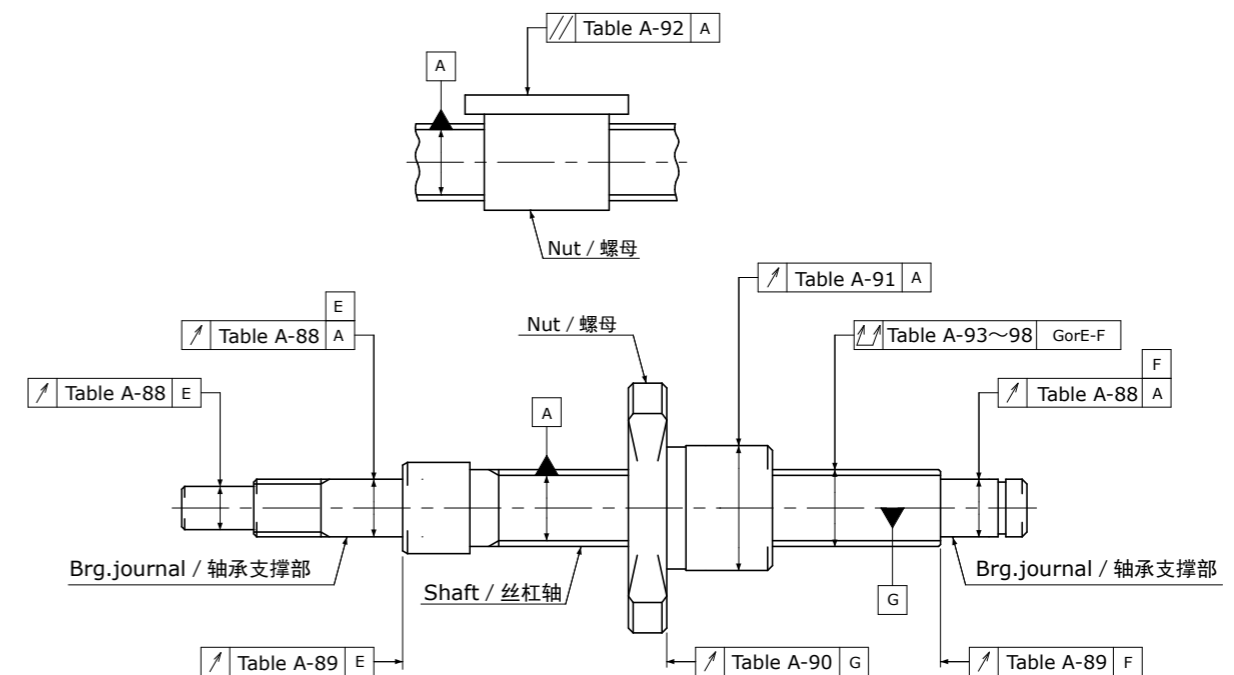 // Table A-92 A
A
Nut / 螺母
↗ Table A-91 A
E
Nut / 螺母
↗ Table A-88 A
Table A-93～98 GorE-F
F
↗ Table A-88 E
↗ Table A-88 A
A
Brg.journal / 轴承支撑部
Shaft / 丝杠轴
G
Brg.journal / 轴承支撑部
↗ Table A-89 E
↗ Table A-90 G
↗ Table A-89 F